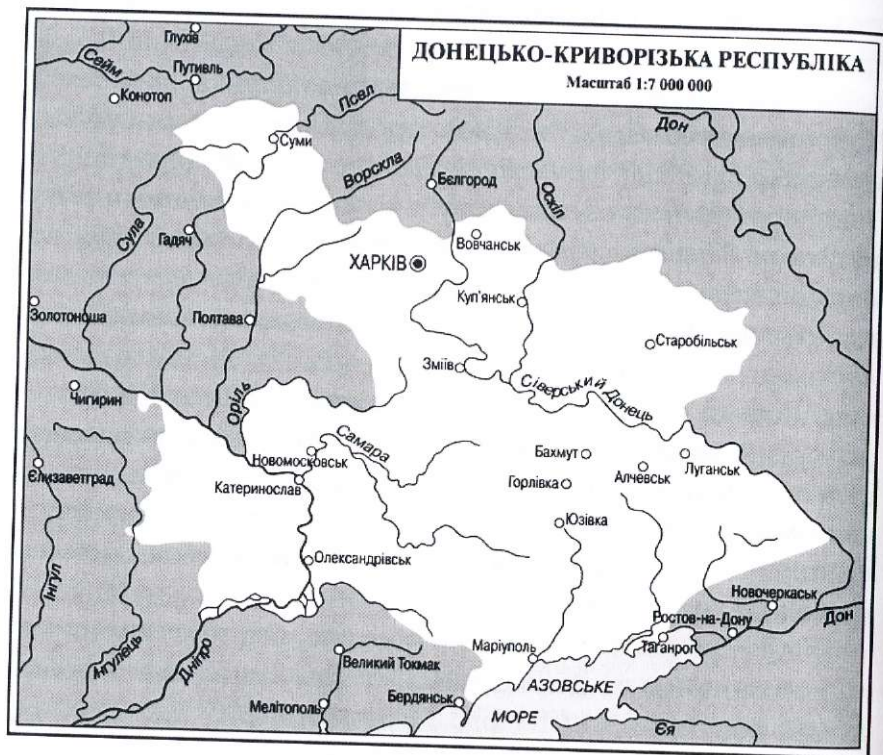 ДОНЕЦЬКО-КРИВОРІЗЬКА РЕСПУБЛІКА
Масштаб 1:7 000 000
Глухів
Сейм
Путивль
Конотоп
Псел
Суми
Дон
Ворскла
Бєлгород
Оскіл
Сула
Гадяч
Вовчанськ
ХАРКІВ
Куп'янськ
Золотоноша
Полтава
Старобільськ
Зміїв
Сіверський Донець
Чигирин
Оріль
Самара
Новомосковськ
Бахмут
Луганськ
Алчевськ
Єлизаветград
Катеринослав
Горлівка
Юзівка
Олександрівськ
Інгул
Новочеркаськ
Ростов-на-Дону
Дон
Інгулець
Дніпро
Великий Токмак
Маріуполь
Таганрог
АЗОВСЬКЕ
МОРЕ
Мелітополь
Бердянськ
Єя